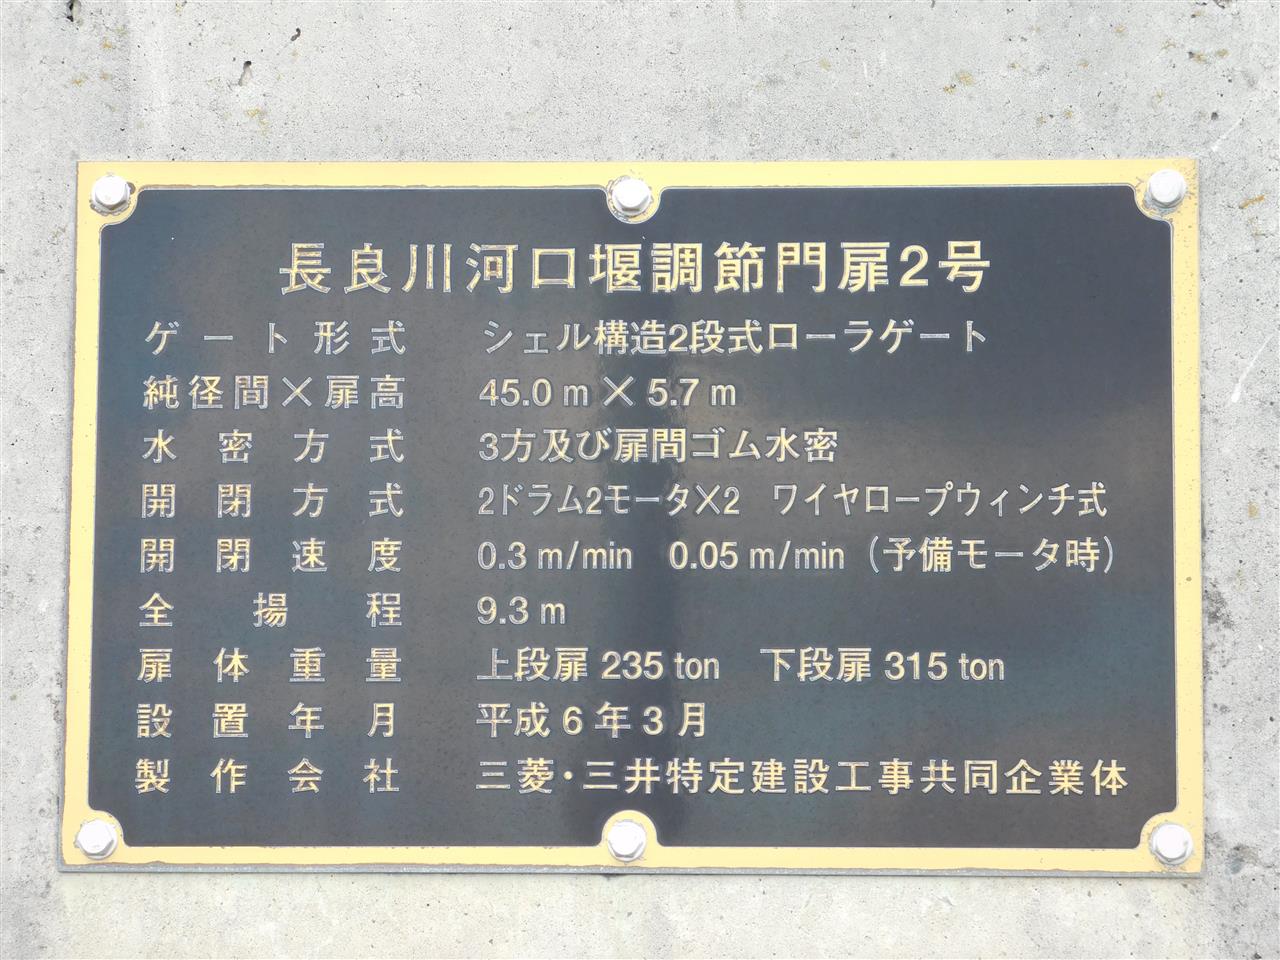 長良川河口堰調節門扉2号
ゲート形式　シェル構造2段式ローラゲート
純径間×扉高　45.0 m × 5.7 m
水密方式　3方及び扉間ゴム水密
開閉方式　2ドラム2モータ×2　ワイヤロープウィンチ式
開閉速度　0.3 m/min　0.05 m/min（予備モータ時）
全揚程　9.3 m
扉体重量　上段扉 235 ton　下段扉 315 ton
設置年月　平成 6 年 3 月
製作会社　三菱・三井特定建設工事共同企業体